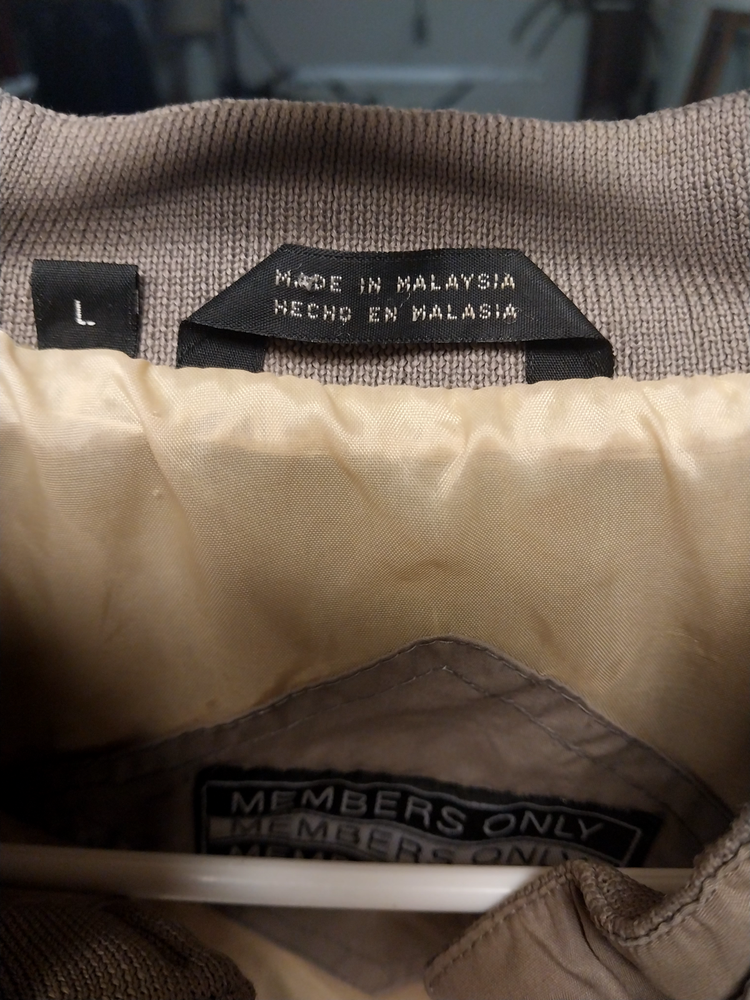 L
MADE IN MALAYSIA
HECHO EN MALASIA
MEMBERS ONLY
MEMBERS ONLY